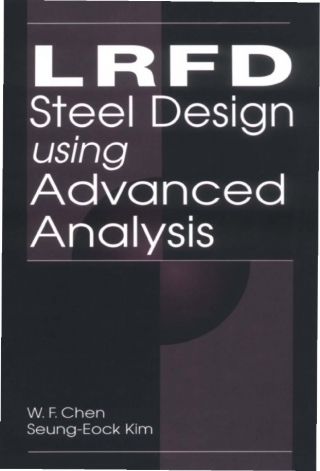 LRFD
Steel Design
using
Advanced
Analysis
W. F. Chen
Seung-Eock Kim